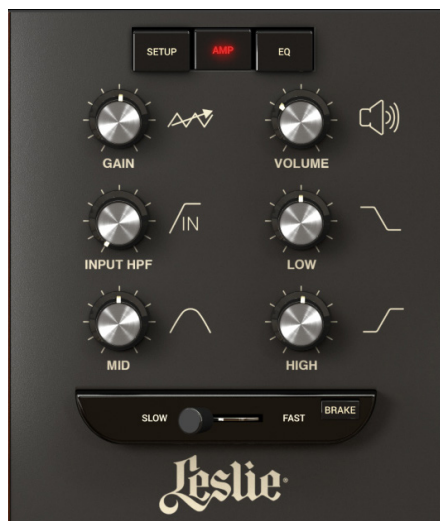 SETUP AMP EQ
GAIN VOLUME
IN
INPUT HPF LOW
MID HIGH
SLOW FAST BRAKE
Leslie®